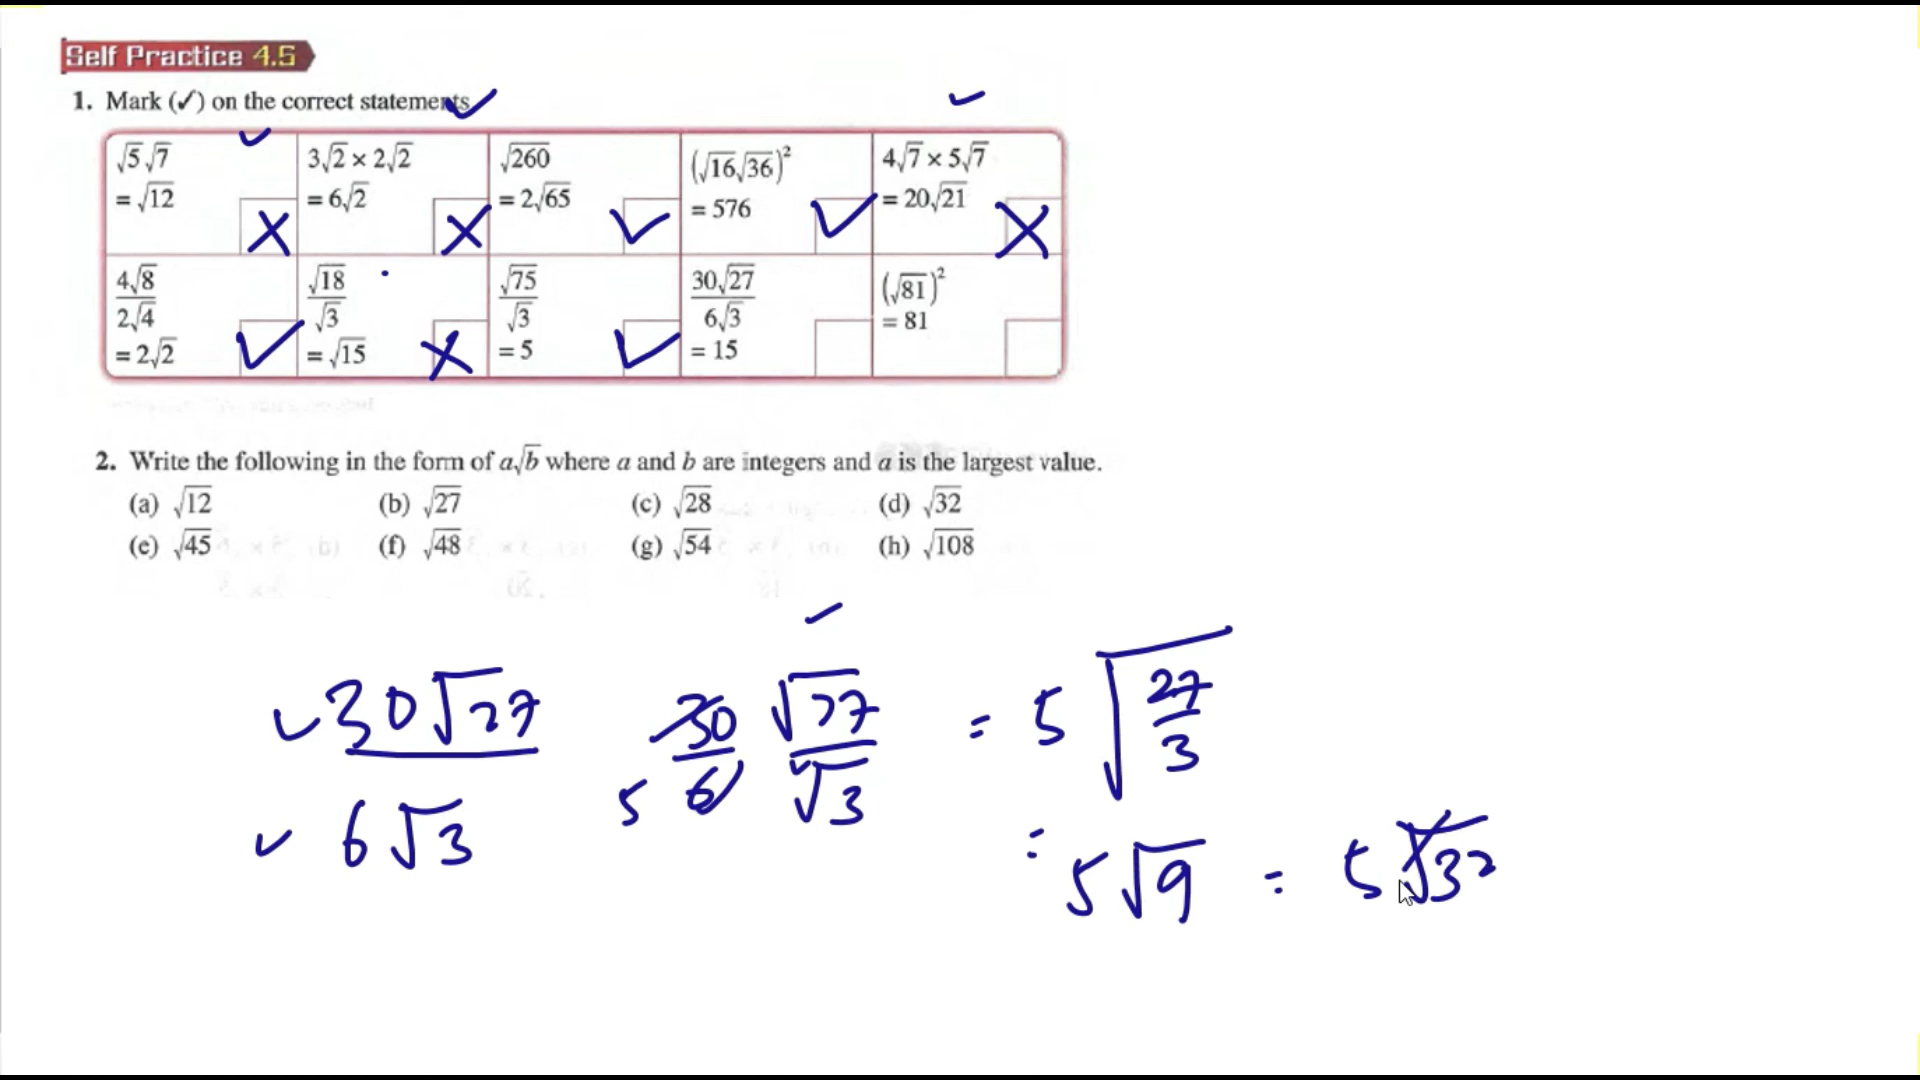 Self Practice 4.5
1. Mark (✓) on the correct statements
√5√7 = √12 ✗
3√2 × 2√2 = 6√2 ✗
√260 = 2√65 ✓
(√16√36)² = 576 ✓
4√7 × 5√7 = 20√21 ✗
4√8/2√4 = 2√2 ✓
√18/√3 = √15 ✗
√75/√3 = 5 ✓
30√27/6√3 = 15
(√81)² = 81
2. Write the following in the form of a√b where a and b are integers and a is the largest value.
(a) √12 (b) √27 (c) √28 (d) √32
(e) √45 (f) √48 (g) √54 (h) √108
30√27/6√3 30/6 √27/√3 = 5√27/3
5
= 5√9 = 5√3²